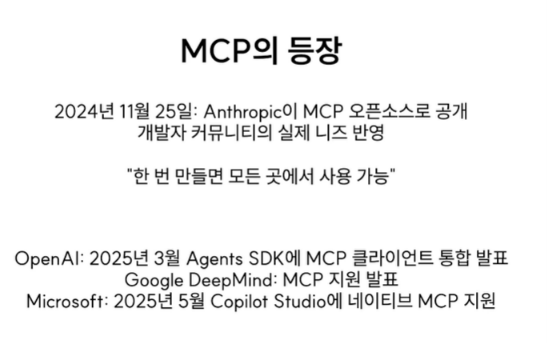 MCP의 등장
2024년 11월 25일: Anthropic이 MCP 오픈소스로 공개
개발자 커뮤니티의 실제 니즈 반영
"한 번 만들면 모든 곳에서 사용 가능"
OpenAI: 2025년 3월 Agents SDK에 MCP 클라이언트 통합 발표
Google DeepMind: MCP 지원 발표
Microsoft: 2025년 5월 Copilot Studio에 네이티브 MCP 지원